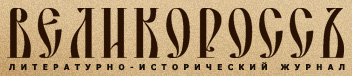 ВЕЛИКОРОССЪ
ЛИТЕРАТУРНО-ИСТОРИЧЕСКИЙ ЖУРНАЛ